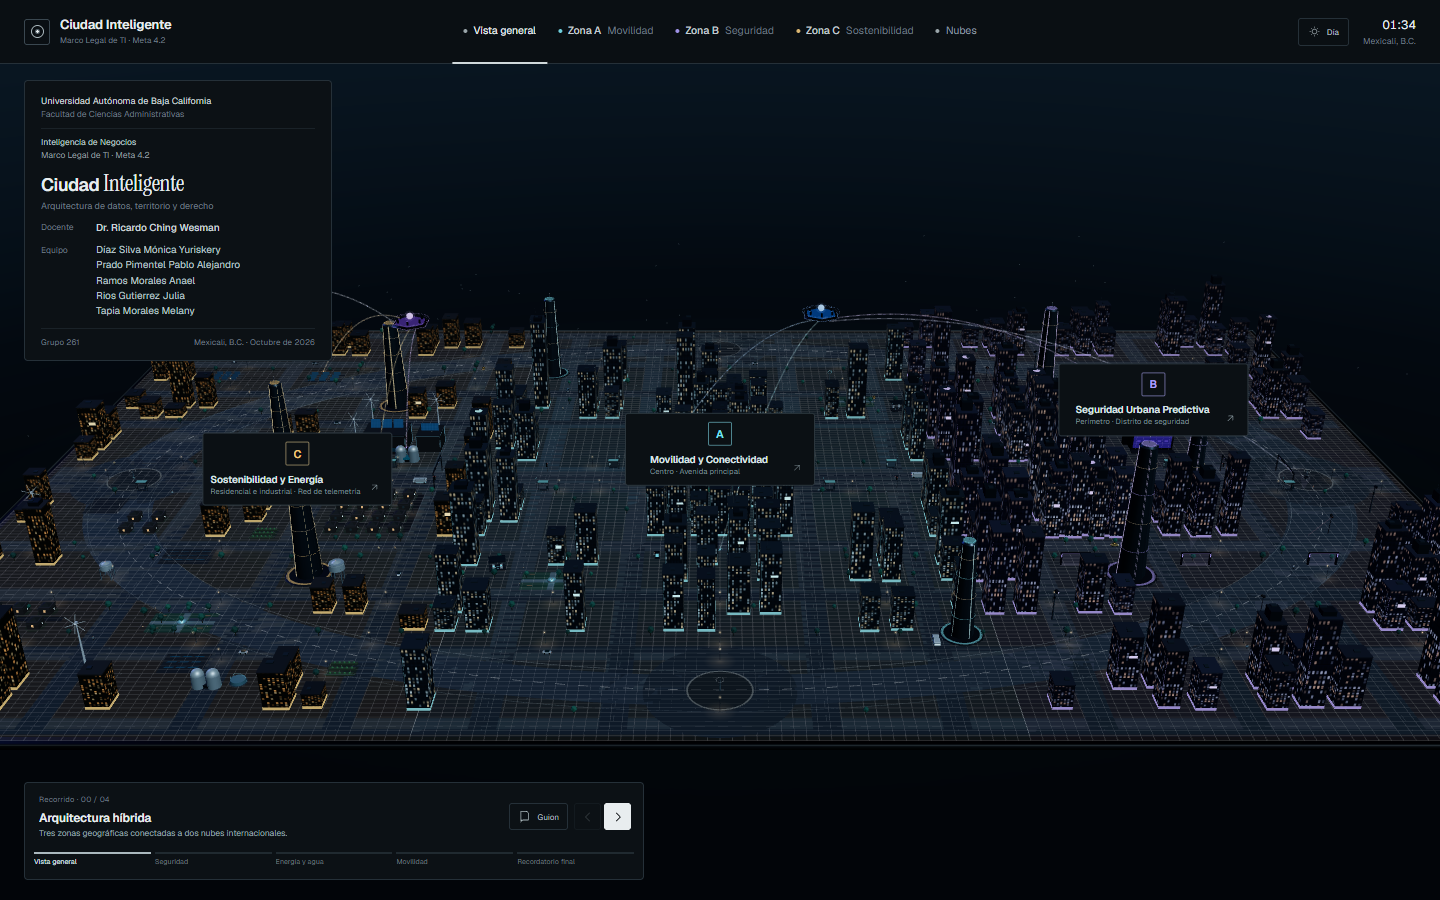 Ciudad Inteligente
Marco Legal de TI · Meta 4.2
Vista general
Zona A Movilidad
Zona B Seguridad
Zona C Sostenibilidad
Nubes
Día
01:34
Mexicali, B.C.
Universidad Autónoma de Baja California
Facultad de Ciencias Administrativas
Inteligencia de Negocios
Marco Legal de TI · Meta 4.2
Ciudad Inteligente
Arquitectura de datos, territorio y derecho
Docente Dr. Ricardo Ching Wesman
Equipo Díaz Silva Mónica Yuriskery
Prado Pimentel Pablo Alejandro
Ramos Morales Anael
Rios Gutierrez Julia
Tapia Morales Melany
Grupo 261 Mexicali, B.C. · Octubre de 2026
B
Seguridad Urbana Predictiva
Perímetro · Distrito de seguridad
A
Movilidad y Conectividad
Centro · Avenida principal
C
Sostenibilidad y Energía
Residencial e industrial · Red de telemetría
Recorrido · 00 / 04
Arquitectura híbrida
Tres zonas geográficas conectadas a dos nubes internacionales.
Guion
Vista general
Seguridad
Energía y agua
Movilidad
Recordatorio final